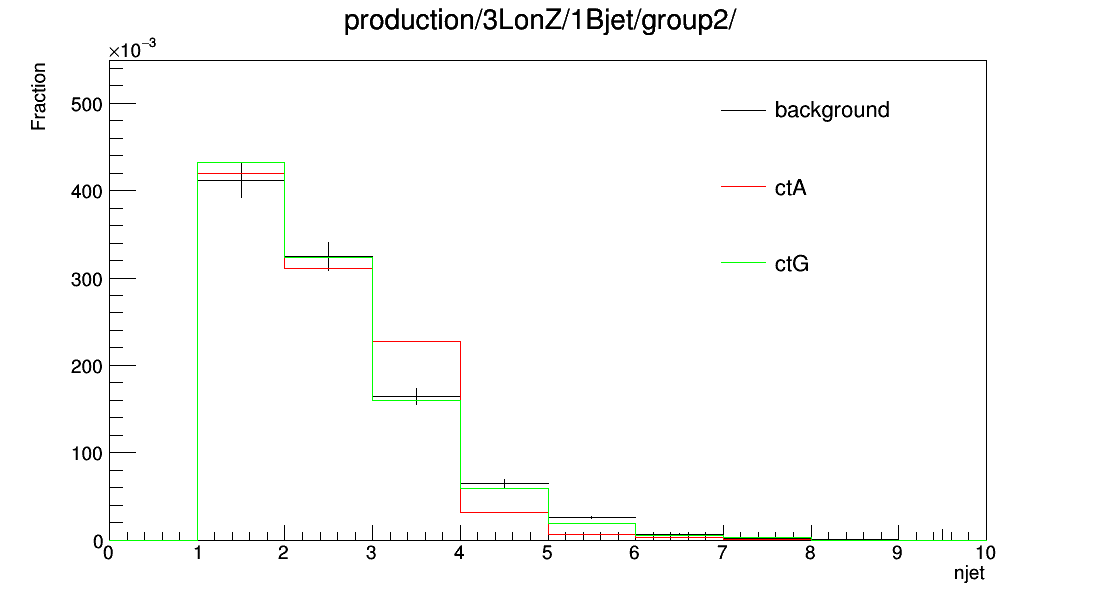 production/3LonZ/1Bjet/group2/
×10⁻³
Fraction
500
400
300
200
100
0
background
ctA
ctG
0 1 2 3 4 5 6 7 8 9 10
njet